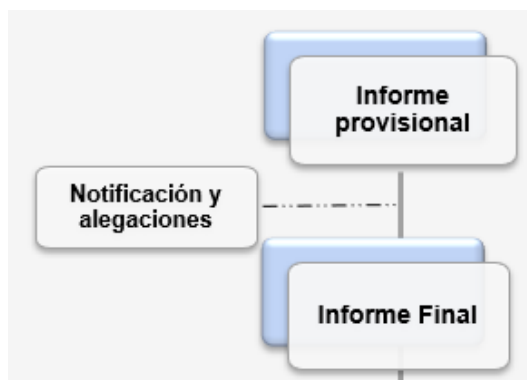 Informe
provisional
Notificación y
alegaciones
Informe Final